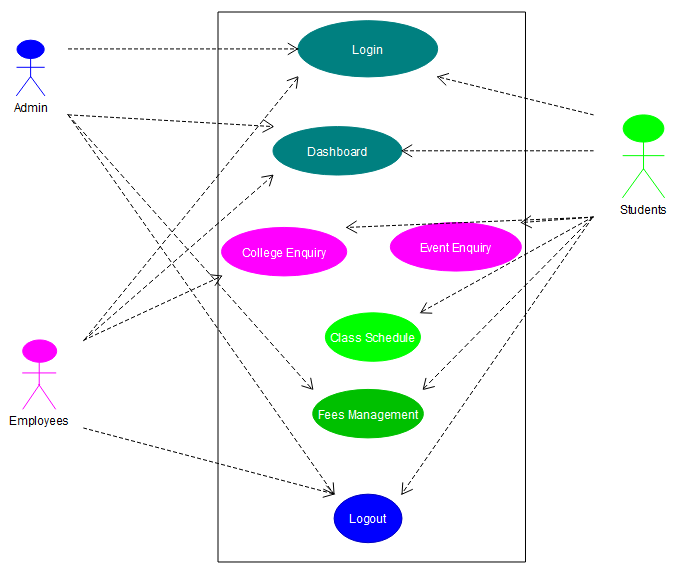 Login
Admin
Dashboard
Students
College Enquiry
Event Enquiry
Class Schedule
Fees Management
Employees
Logout